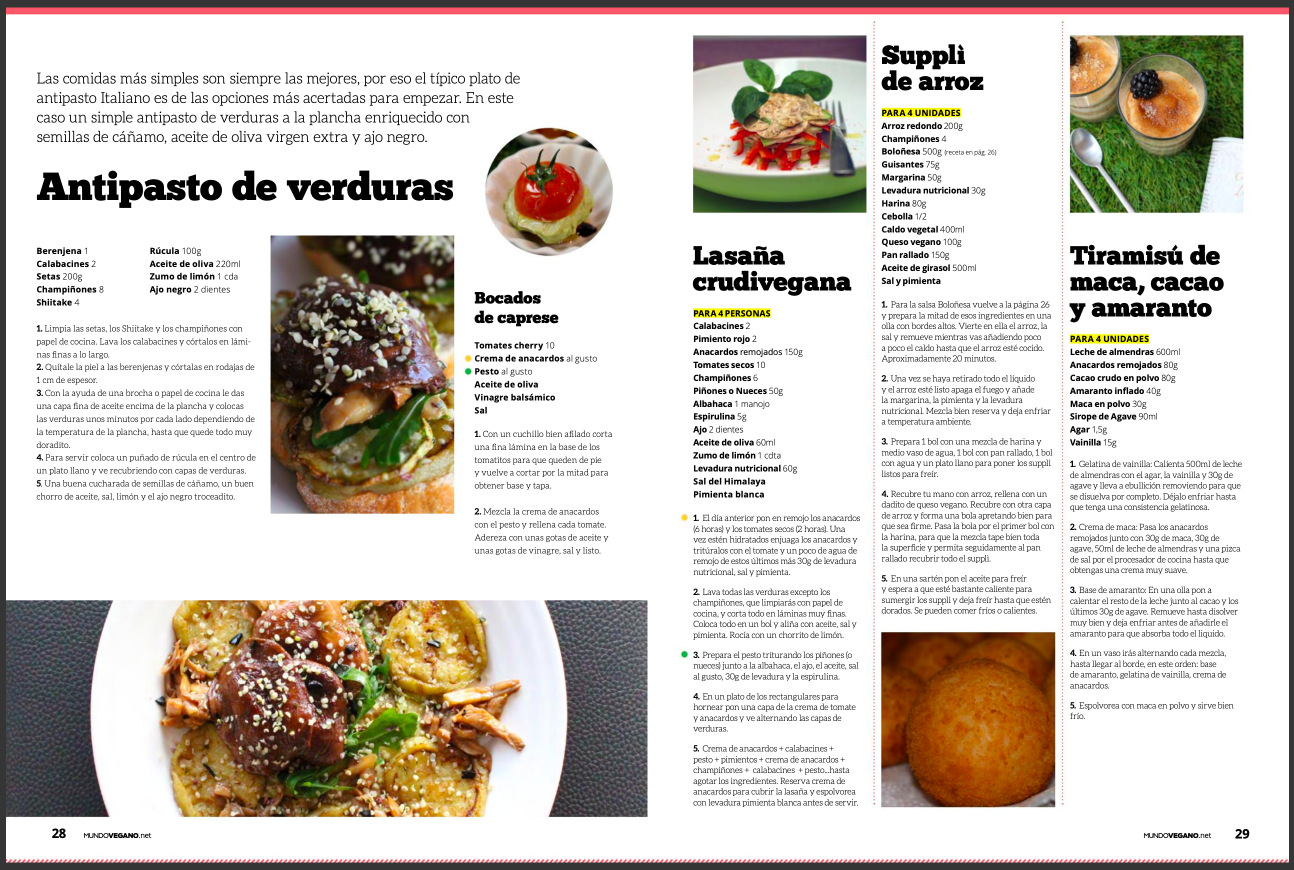 Las comidas más simples son siempre las mejores, por eso el típico plato de
antipasto Italiano es de las opciones más acertadas para empezar. En este
caso un simple antipasto de verduras a la plancha enriquecido con
semillas de cáñamo, aceite de oliva virgen extra y ajo negro.
Antipasto de verduras
Berenjena 1
Calabacines 2
Setas 200g
Champiñones 8
Shiitake 4
Rúcula 100g
Aceite de oliva 220ml
Zumo de limón 1 cda
Ajo negro 2 dientes
1. Limpia las setas, los Shiitake y los champiñones con
papel de cocina. Lava los calabacines y córtalos en lámi-
nas finas a lo largo.
2. Quítale la piel a las berenjenas y córtalas en rodajas de
1 cm de espesor.
3. Con la ayuda de una brocha o papel de cocina le das
una capa fina de aceite encima de la plancha y colocas
las verduras unos minutos por cada lado dependiendo de
la temperatura de la plancha, hasta que quede todo muy
doradito.
4. Para servir coloca un puñado de rúcula en el centro de
un plato llano y ve recubriendo con capas de verduras.
5. Una buena cucharada de semillas de cáñamo, un buen
chorro de aceite, sal, limón y el ajo negro troceadito.
Bocados
de caprese
Tomates cherry 10
Crema de anacardos al gusto
Pesto al gusto
Aceite de oliva
Vinagre balsámico
Sal
1. Con un cuchillo bien afilado corta
una fina lámina en la base de los
tomatitos para que queden de pie
y vuelve a cortar por la mitad para
obtener base y tapa.
2. Mezcla la crema de anacardos
con el pesto y rellena cada tomate.
Adereza con unas gotas de aceite y
unas gotas de vinagre, sal y listo.
28 MUNDOVEGANO.net
Lasaña
crudivegana
PARA 4 PERSONAS
Calabacines 2
Pimiento rojo 2
Anacardos remojados 150g
Tomates secos 10
Champiñones 6
Piñones o Nueces 50g
Albahaca 1 manojo
Espirulina 5g
Ajo 2 dientes
Aceite de oliva 60ml
Zumo de limón 1 cdta
Levadura nutricional 60g
Sal del Himalaya
Pimienta blanca
1. El día anterior pon en remojo los anacardos
(6 horas) y los tomates secos (2 horas). Una
vez estén hidratados enjuaga los anacardos y
tritúralos con el tomate y un poco de agua de
remojo de estos últimos más 30g de levadura
nutricional, sal y pimienta.
2. Lava todas las verduras excepto los
champiñones, que limpiarás con papel de
cocina, y corta todo en láminas muy finas.
Coloca todo en un bol y aliña con aceite, sal y
pimienta. Rocía con un chorrito de limón.
3. Prepara el pesto triturando los piñones (o
nueces) junto a la albahaca, el ajo, el aceite, sal
al gusto, 30g de levadura y la espirulina.
4. En un plato de los rectangulares para
hornear pon una capa de la crema de tomate
y anacardos y ve alternando las capas de
verduras.
5. Crema de anacardos + calabacines +
pesto + pimientos + crema de anacardos +
champiñones + calabacines + pesto...hasta
agotar los ingredientes. Reserva crema de
anacardos para cubrir la lasaña y espolvorea
con levadura pimienta blanca antes de servir.
Supplì
de arroz
PARA 4 UNIDADES
Arroz redondo 200g
Champiñones 4
Boloñesa 500g (receta en pág. 26)
Guisantes 75g
Margarina 50g
Levadura nutricional 30g
Harina 80g
Cebolla 1/2
Caldo vegetal 400ml
Queso vegano 100g
Pan rallado 150g
Aceite de girasol 500ml
Sal y pimienta
1. Para la salsa Boloñesa vuelve a la página 26
y prepara la mitad de esos ingredientes en una
olla con bordes altos. Vierte en ella el arroz, la
sal y remueve mientras vas añadiendo poco
a poco el caldo hasta que el arroz esté cocido.
Aproximadamente 20 minutos.
2. Una vez se haya retirado todo el líquido
y el arroz esté listo apaga el fuego y añade
la margarina, la pimienta y la levadura
nutricional. Mezcla bien reserva y deja enfriar
a temperatura ambiente.
3. Prepara 1 bol con una mezcla de harina y
medio vaso de agua, 1 bol con pan rallado, 1 bol
con agua y un plato llano para poner los supplì
listos para freír.
4. Recubre tu mano con arroz, rellena con un
dadito de queso vegano. Recubre con otra capa
de arroz y forma una bola apretando bien para
que sea firme. Pasa la bola por el primer bol con
la harina, para que la mezcla tape bien toda
la superficie y permita seguidamente al pan
rallado recubrir todo el supplì.
5. En una sartén pon el aceite para freír
y espera a que esté bastante caliente para
sumergir los supplì y deja freír hasta que estén
dorados. Se pueden comer fríos o calientes.
Tiramisú de
maca, cacao
y amaranto
PARA 4 UNIDADES
Leche de almendras 600ml
Anacardos remojados 80g
Cacao crudo en polvo 80g
Amaranto inflado 40g
Maca en polvo 30g
Sirope de Agave 90ml
Agar 1,5g
Vainilla 15g
1. Gelatina de vainilla: Calienta 500ml de leche
de almendras con el agar, la vainilla y 30g de
agave y lleva a ebullición removiendo para que
se disuelva por completo. Déjalo enfriar hasta
que tenga una consistencia gelatinosa.
2. Crema de maca: Pasa los anacardos
remojados junto con 30g de maca, 30g de
agave, 50ml de leche de almendras y una pizca
de sal por el procesador de cocina hasta que
obtengas una crema muy suave.
3. Base de amaranto: En una olla pon a
calentar el resto de la leche junto al cacao y los
últimos 30g de agave. Remueve hasta disolver
muy bien y deja enfriar antes de añadirle el
amaranto para que absorba todo el líquido.
4. En un vaso irás alternando cada mezcla,
hasta llegar al borde, en este orden: base
de amaranto, gelatina de vainilla, crema de
anacardos.
5. Espolvorea con maca en polvo y sirve bien
frío.
MUNDOVEGANO.net 29